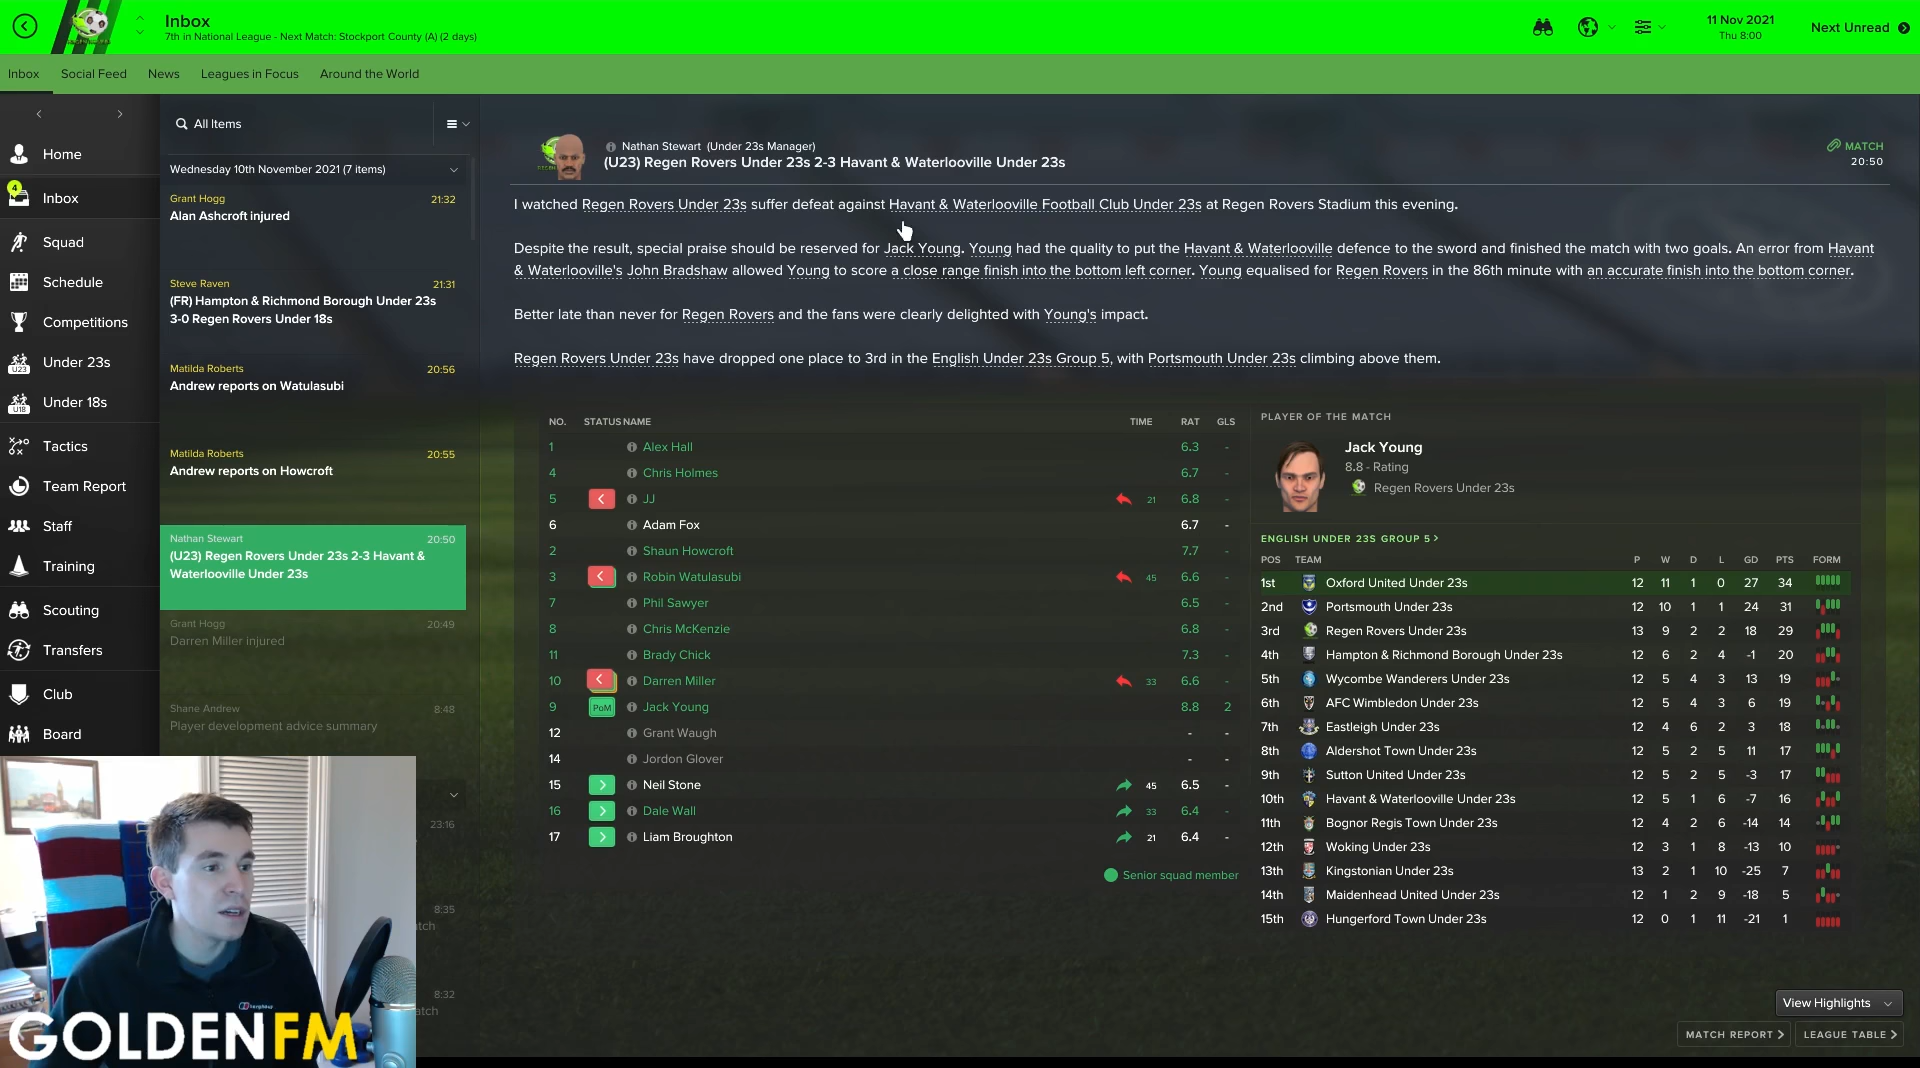 Inbox
7th in National League - Next Match: Stockport County (A) (2 days)
11 Nov 2021
Thu 8:00
Next Unread
Inbox Social Feed News Leagues in Focus Around the World
Home
4
Inbox
Squad
Schedule
Competitions
U23
Under 23s
U18
Under 18s
Tactics
Team Report
Staff
Training
Scouting
Transfers
Club
Board
All Items
Wednesday 10th November 2021 (7 items)
Grant Hogg 21:32
Alan Ashcroft injured
Steve Raven 21:31
(FR) Hampton & Richmond Borough Under 23s
3-0 Regen Rovers Under 18s
Matilda Roberts 20:56
Andrew reports on Watulasubi
Matilda Roberts 20:55
Andrew reports on Howcroft
Nathan Stewart 20:50
(U23) Regen Rovers Under 23s 2-3 Havant &
Waterlooville Under 23s
Grant Hogg 20:49
Darren Miller injured
Shane Andrew 8:48
Player development advice summary
23:16
8:35
atch
8:32
atch
Nathan Stewart (Under 23s Manager)
(U23) Regen Rovers Under 23s 2-3 Havant & Waterlooville Under 23s
MATCH
20:50
I watched Regen Rovers Under 23s suffer defeat against Havant & Waterlooville Football Club Under 23s at Regen Rovers Stadium this evening.
Despite the result, special praise should be reserved for Jack Young. Young had the quality to put the Havant & Waterlooville defence to the sword and finished the match with two goals. An error from Havant
& Waterlooville's John Bradshaw allowed Young to score a close range finish into the bottom left corner. Young equalised for Regen Rovers in the 86th minute with an accurate finish into the bottom corner.
Better late than never for Regen Rovers and the fans were clearly delighted with Young's impact.
Regen Rovers Under 23s have dropped one place to 3rd in the English Under 23s Group 5, with Portsmouth Under 23s climbing above them.
NO. STATUS NAME TIME RAT GLS
1 Alex Hall 6.3 -
4 Chris Holmes 6.7 -
5 JJ 21 6.8 -
6 Adam Fox 6.7 -
2 Shaun Howcroft 7.7 -
3 Robin Watulasubi 45 6.6 -
7 Phil Sawyer 6.5 -
8 Chris McKenzie 6.8 -
11 Brady Chick 7.3 -
10 Darren Miller 33 6.6 -
9 PoM Jack Young 8.8 2
12 Grant Waugh - -
14 Jordon Glover - -
15 Neil Stone 45 6.5 -
16 Dale Wall 33 6.4 -
17 Liam Broughton 21 6.4 -
Senior squad member
PLAYER OF THE MATCH
Jack Young
8.8 - Rating
Regen Rovers Under 23s
ENGLISH UNDER 23S GROUP 5 >
POS TEAM P W D L GD PTS FORM
1st Oxford United Under 23s 12 11 1 0 27 34
2nd Portsmouth Under 23s 12 10 1 1 24 31
3rd Regen Rovers Under 23s 13 9 2 2 18 29
4th Hampton & Richmond Borough Under 23s 12 6 2 4 -1 20
5th Wycombe Wanderers Under 23s 12 5 4 3 13 19
6th AFC Wimbledon Under 23s 12 5 4 3 6 19
7th Eastleigh Under 23s 12 4 6 2 3 18
8th Aldershot Town Under 23s 12 5 2 5 11 17
9th Sutton United Under 23s 12 5 2 5 -3 17
10th Havant & Waterlooville Under 23s 12 5 1 6 -7 16
11th Bognor Regis Town Under 23s 12 4 2 6 -14 14
12th Woking Under 23s 12 3 1 8 -13 10
13th Kingstonian Under 23s 13 2 1 10 -25 7
14th Maidenhead United Under 23s 12 1 2 9 -18 5
15th Hungerford Town Under 23s 12 0 1 11 -21 1
View Highlights
MATCH REPORT > LEAGUE TABLE >
GOLDENFM